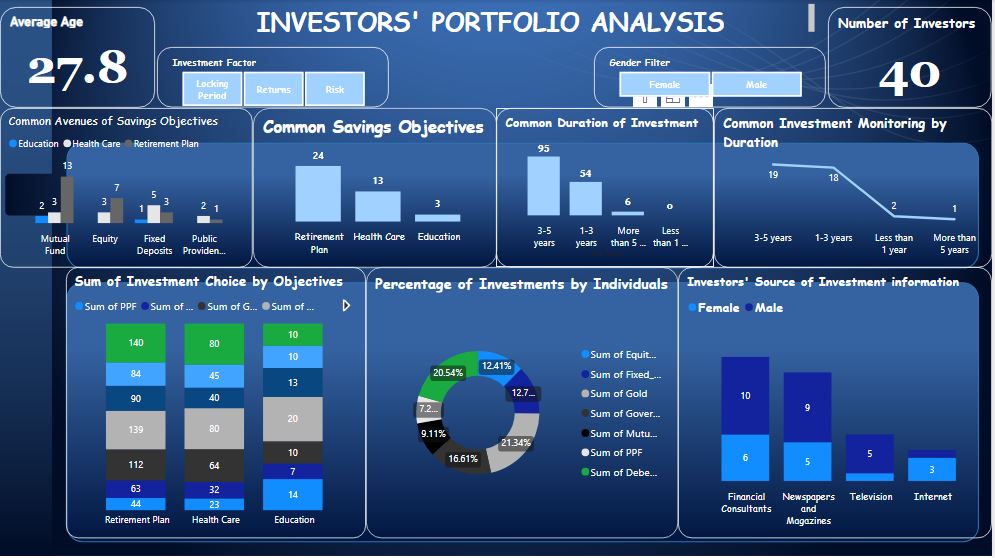 INVESTORS' PORTFOLIO ANALYSIS
Average Age
27.8
Investment Factor
Locking Period
Returns
Risk
Gender Filter
Female
Male
Number of Investors
40
Common Avenues of Savings Objectives
Education
Health Care
Retirement Plan
2
3
13
3
7
1
5
3
2
1
Mutual
Fund
Equity
Fixed
Deposits
Public
Providen...
Common Savings Objectives
24
13
3
Retirement
Plan
Health Care
Education
Common Duration of Investment
95
54
6
0
3-5
years
1-3
years
More
than 5 ...
Less
than 1 ...
Common Investment Monitoring by
Duration
19
18
2
1
3-5 years
1-3 years
Less than
1 year
More than
5 years
Sum of Investment Choice by Objectives
Sum of PPF
Sum of ...
Sum of G...
Sum of ...
140
84
90
139
112
63
44
80
45
40
80
64
32
23
10
10
13
20
10
7
14
Retirement Plan
Health Care
Education
Percentage of Investments by Individuals
12.41%
12.7...
21.34%
16.61%
9.11%
7.2...
20.54%
Sum of Equit...
Sum of Fixed_...
Sum of Gold
Sum of Gover...
Sum of Mutu...
Sum of PPF
Sum of Debe...
Investors' Source of Investment information
Female
Male
10
6
9
5
5
3
Financial
Consultants
Newspapers
and
Magazines
Television
Internet